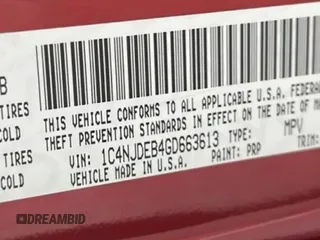 B
TIRES
COLD
TIRES
COLD
THIS VEHICLE CONFORMS TO ALL APPLICABLE U.S.A. FEDERAL
THEFT PREVENTION STANDARDS IN EFFECT ON THE DATE OF MA
VIN: 1C4NJDEB4GD663613 TYPE: MPV
VEHICLE MADE IN U.S.A. PAINT: PRP TRIM:
DREAMBID